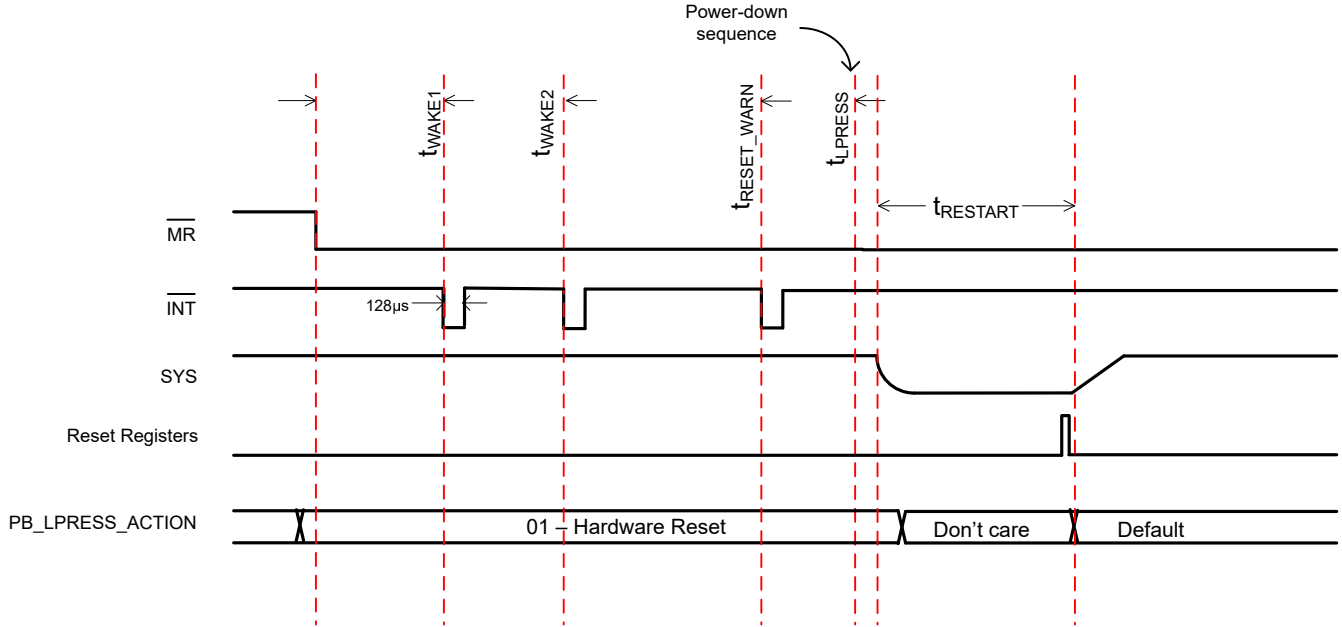 Power-down
sequence
tWAKE1
tWAKE2
tRESET_WARN
tLPRESS
tRESTART
MR
INT
128µs
SYS
Reset Registers
PB_LPRESS_ACTION
01 – Hardware Reset
Don't care
Default